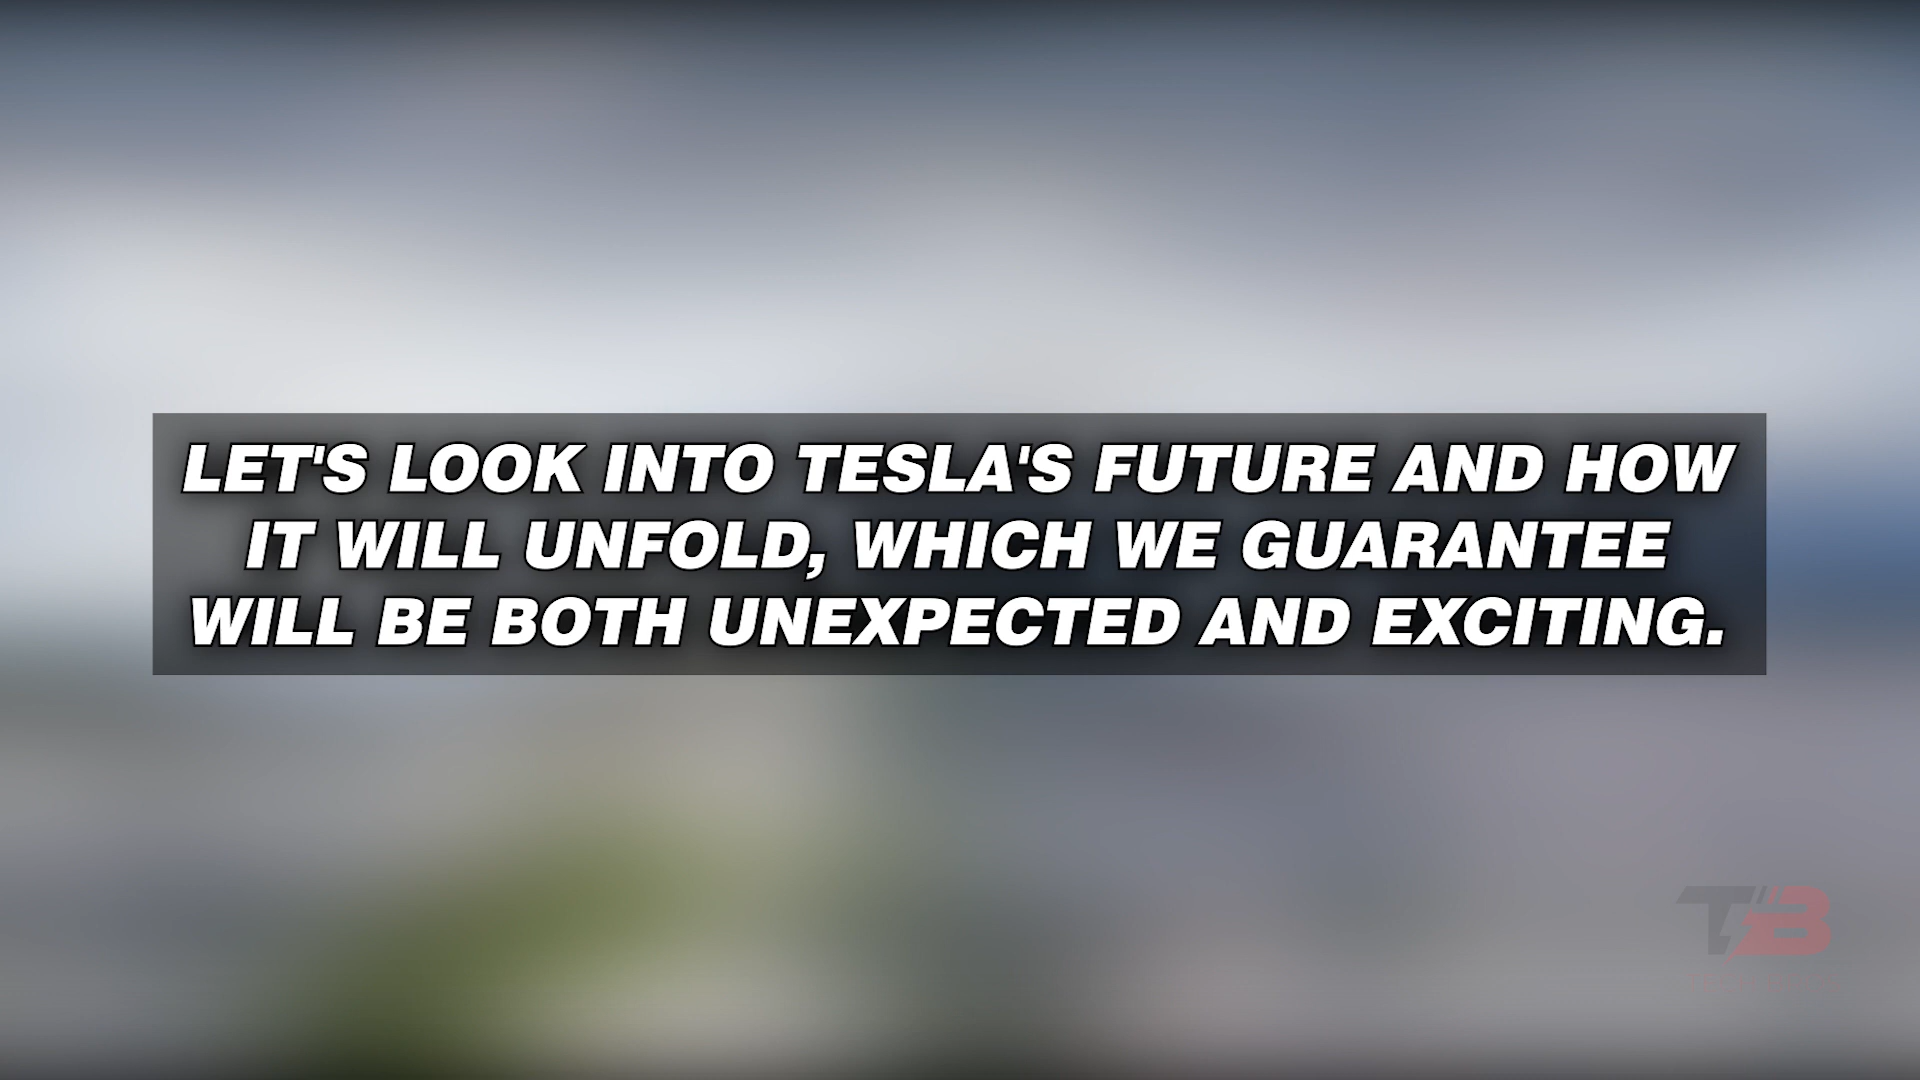 LET'S LOOK INTO TESLA'S FUTURE AND HOW
IT WILL UNFOLD, WHICH WE GUARANTEE
WILL BE BOTH UNEXPECTED AND EXCITING.
TB